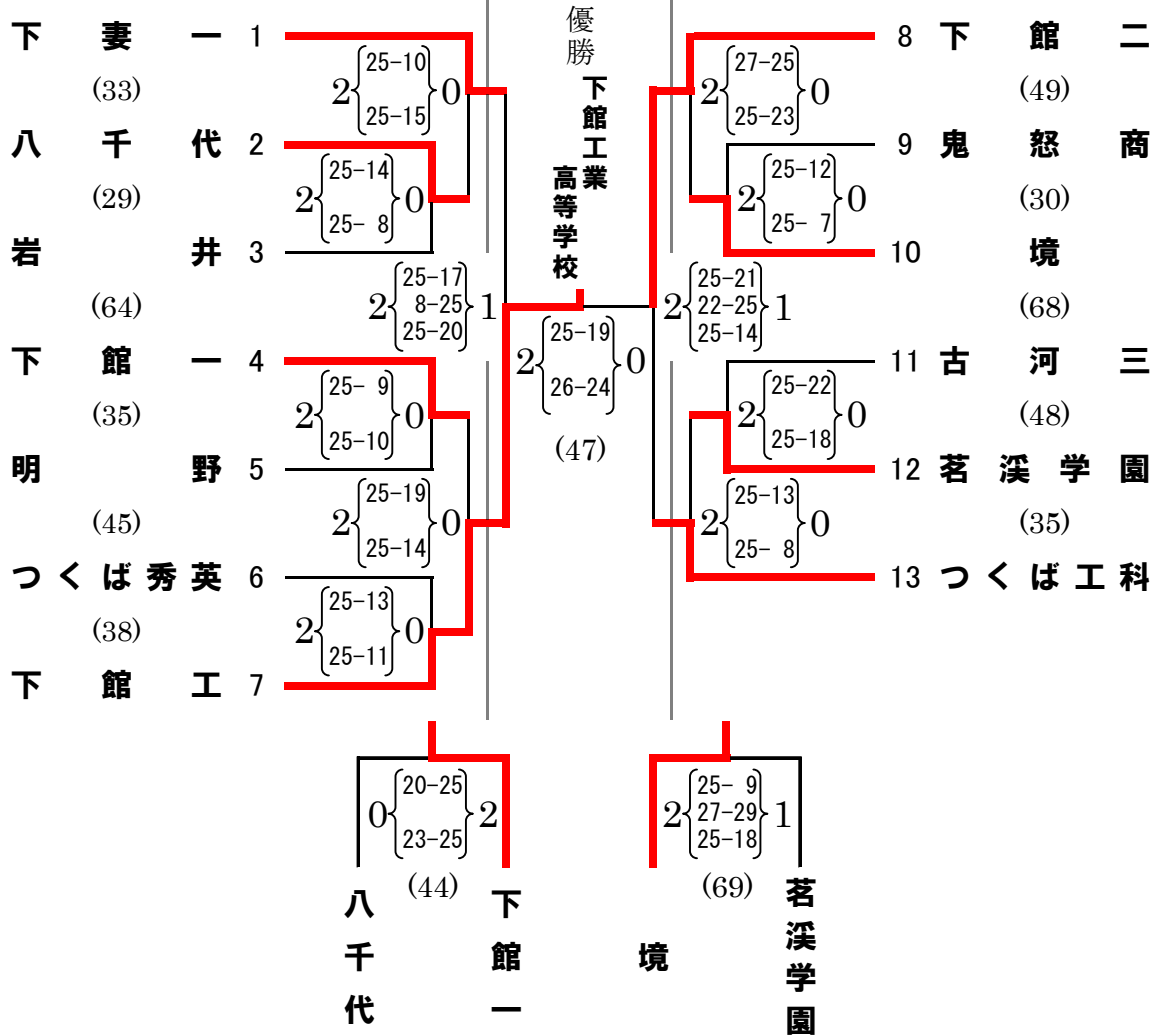 優勝
下館工業
高等学校
下妻一 1
2 25-10 0
25-15
(33)
八千代 2
2 25-14 0
25- 8
(29)
岩井 3
2 25-17 1
8-25
25-20
(64)
下館一 4
2 25- 9 0
25-10
(35)
明野 5
2 25-19 0
25-14
(45)
つくば秀英 6
2 25-13 0
25-11
(38)
下館工 7
2 25-19 0
26-24
(47)
8 下館二
2 27-25 0
25-23
(49)
9 鬼怒商
2 25-12 0
25- 7
(30)
10 境
2 25-21 1
22-25
25-14
(68)
11 古河三
2 25-22 0
25-18
(48)
12 茗渓学園
2 25-13 0
25- 8
(35)
13 つくば工科
0 20-25 2
23-25
(44)
八千代
下館一
2 25- 9 1
27-29
25-18
(69)
境
茗渓学園